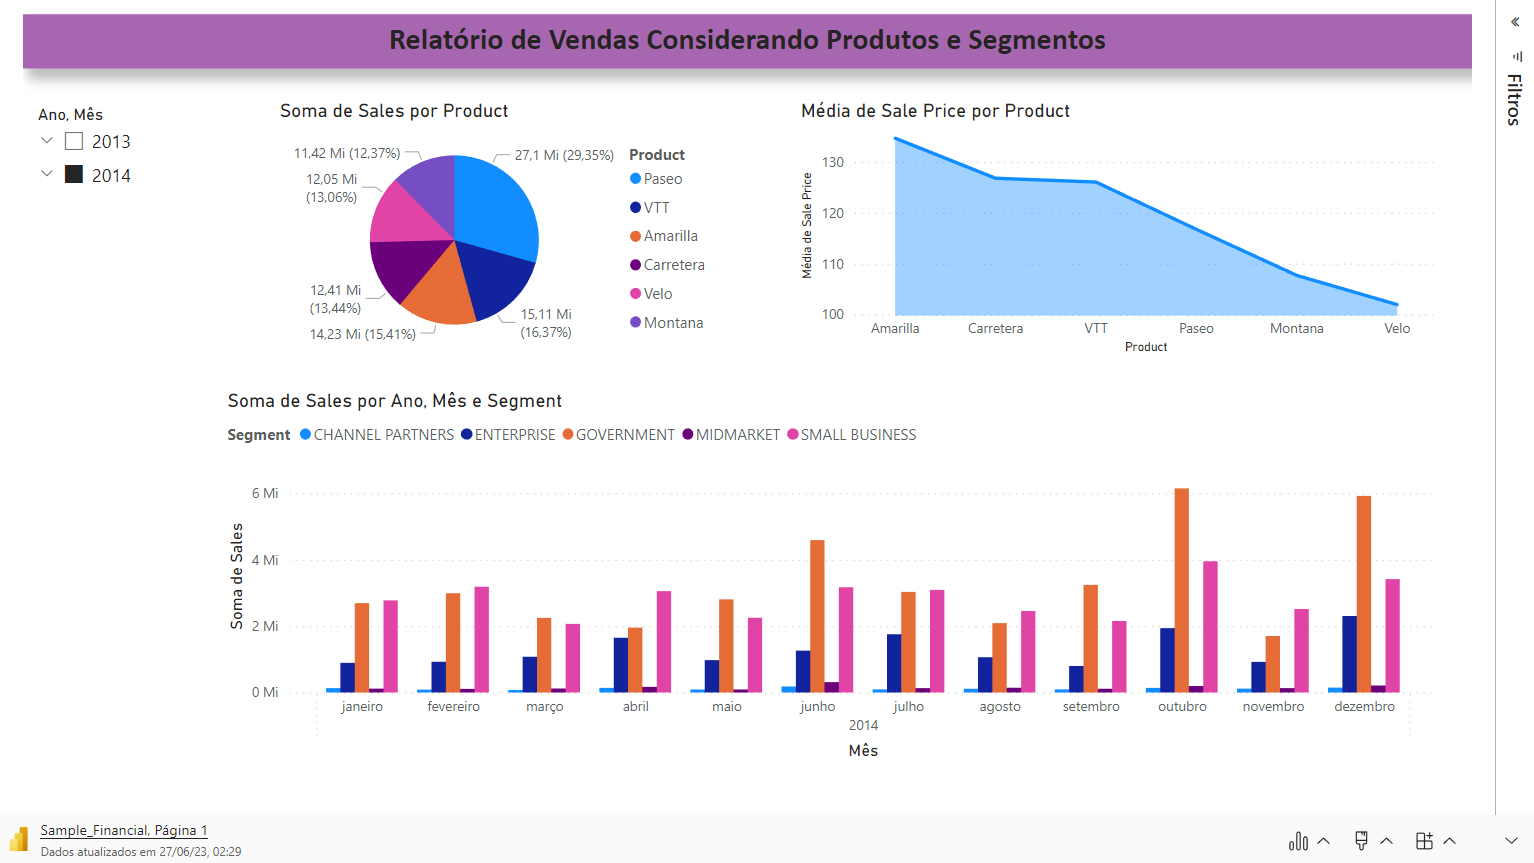 Relatório de Vendas Considerando Produtos e Segmentos
Filtros
Ano, Mês
2013
2014
Soma de Sales por Product
11,42 Mi (12,37%)
27,1 Mi (29,35%)
12,05 Mi
(13,06%)
12,41 Mi
(13,44%)
15,11 Mi
(16,37%)
14,23 Mi (15,41%)
Product
Paseo
VTT
Amarilla
Carretera
Velo
Montana
Média de Sale Price por Product
Média de Sale Price
130
120
110
100
Amarilla Carretera VTT Paseo Montana Velo
Product
Soma de Sales por Ano, Mês e Segment
Segment CHANNEL PARTNERS ENTERPRISE GOVERNMENT MIDMARKET SMALL BUSINESS
Soma de Sales
6 Mi
4 Mi
2 Mi
0 Mi
janeiro fevereiro março abril maio junho julho agosto setembro outubro novembro dezembro
2014
Mês
Sample_Financial, Página 1
Dados atualizados em 27/06/23, 02:29